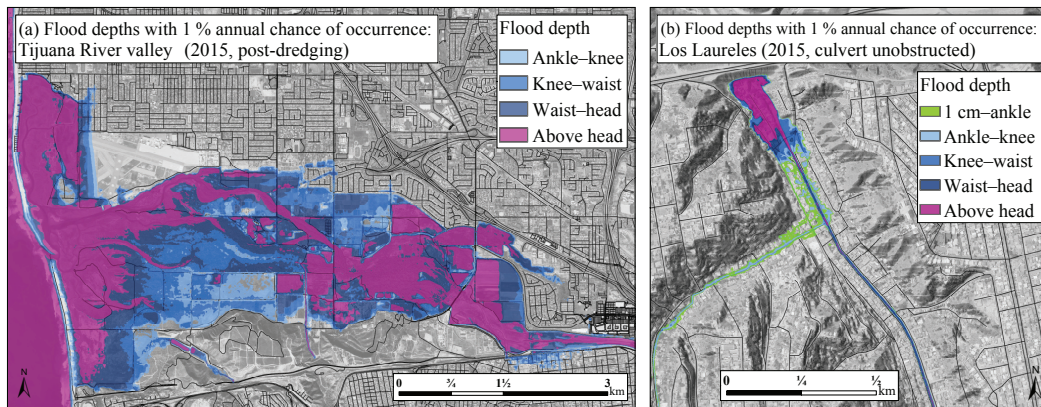 (a) Flood depths with 1 % annual chance of occurrence:
Tijuana River valley (2015, post-dredging)
Flood depth
Ankle–knee
Knee–waist
Waist–head
Above head
N
0 ¾ 1½ 3
km
(b) Flood depths with 1 % annual chance of occurrence:
Los Laureles (2015, culvert unobstructed)
Flood depth
1 cm–ankle
Ankle–knee
Knee–waist
Waist–head
Above head
0 ¼ ½
km
N